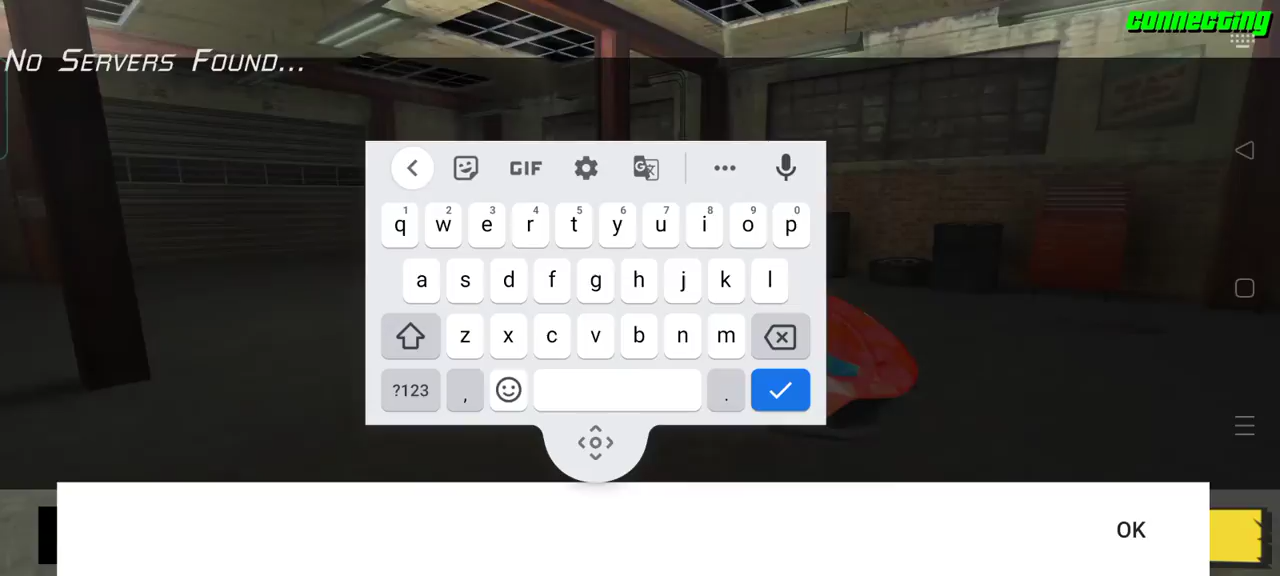 CONNECTING
NO SERVERS FOUND...
GIF
1 2 3 4 5 6 7 8 9 0
q w e r t y u i o p
a s d f g h j k l
z x c v b n m
?123 , .
OK